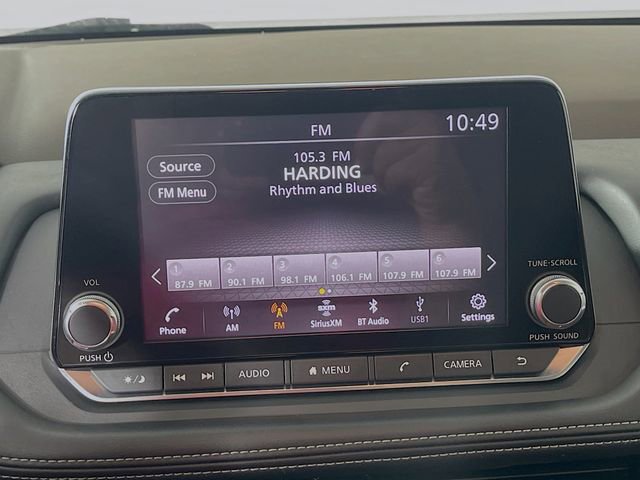 FM
10:49
Source
FM Menu
105.3 FM
HARDING
Rhythm and Blues
1 2 3 4 5 6
87.9 FM 90.1 FM 98.1 FM 106.1 FM 107.9 FM 107.9 FM
Phone AM FM SiriusXM BT Audio USB1 Settings
sxm
VOL
PUSH
TUNE-SCROLL
PUSH SOUND
AUDIO MENU CAMERA